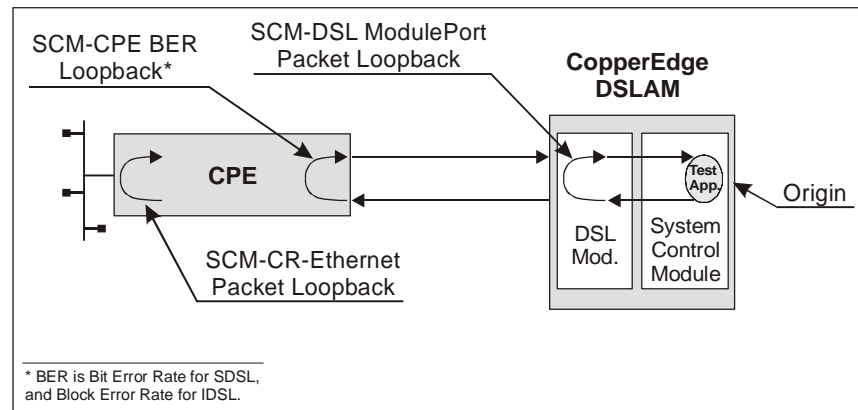 SCM-CPE BER
Loopback*
SCM-DSL ModulePort
Packet Loopback
CopperEdge
DSLAM
CPE
Test
App.
Origin
DSL
Mod.
System
Control
Module
SCM-CR-Ethernet
Packet Loopback
* BER is Bit Error Rate for SDSL,
and Block Error Rate for IDSL.